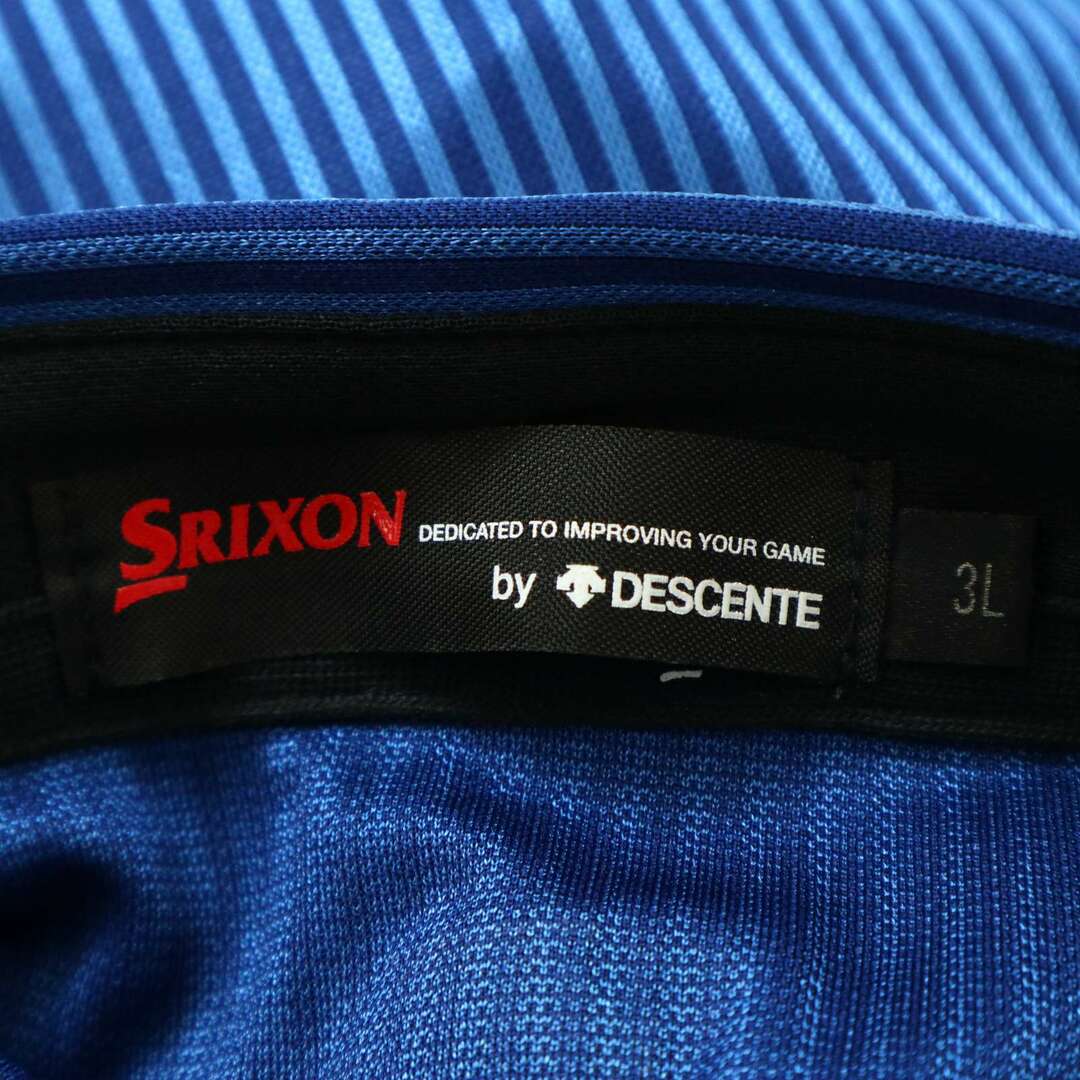 SRIXON DEDICATED TO IMPROVING YOUR GAME
by DESCENTE
3L